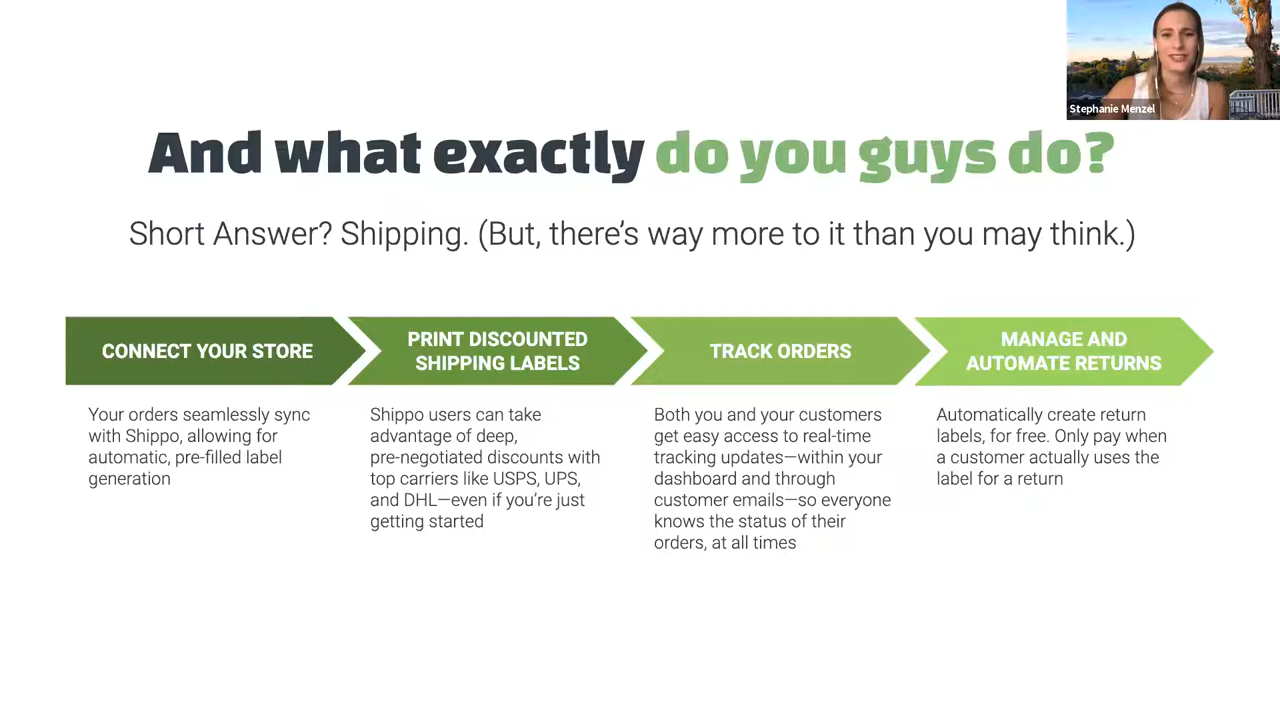 Stephanie Menzel
And what exactly do you guys do?
Short Answer? Shipping. (But, there’s way more to it than you may think.)
CONNECT YOUR STORE
Your orders seamlessly sync
with Shippo, allowing for
automatic, pre-filled label
generation
PRINT DISCOUNTED
SHIPPING LABELS
Shippo users can take
advantage of deep,
pre-negotiated discounts with
top carriers like USPS, UPS,
and DHL—even if you’re just
getting started
TRACK ORDERS
Both you and your customers
get easy access to real-time
tracking updates—within your
dashboard and through
customer emails—so everyone
knows the status of their
orders, at all times
MANAGE AND
AUTOMATE RETURNS
Automatically create return
labels, for free. Only pay when
a customer actually uses the
label for a return